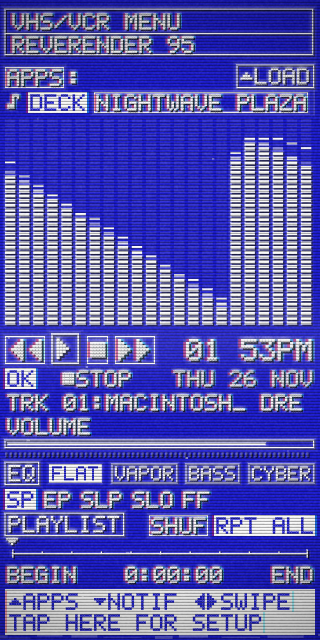 VHS/VCR MENU
REVERENDER 95
APPS: LOAD
DECK NIGHTWAVE PLAZA
01 53PM
OK STOP THU 26 NOV
TRK 01:MACINTOSH_ DRE
VOLUME
EQ FLAT VAPOR BASS CYBER
SP EP SLP SLO FF
PLAYLIST SHUF RPT ALL
BEGIN 0:00:00 END
APPS NOTIF SWIPE
TAP HERE FOR SETUP